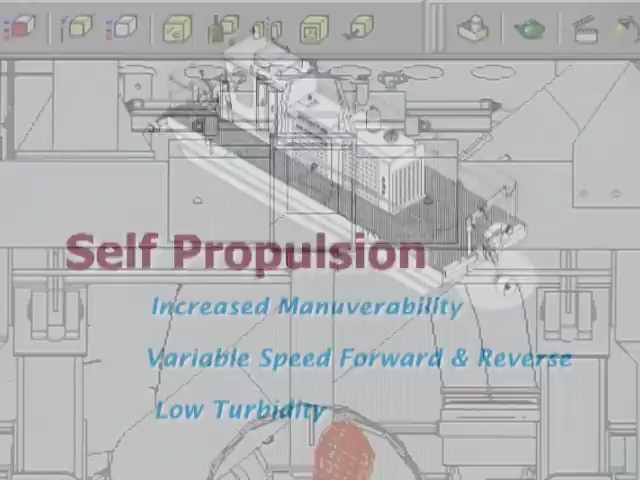 Self Propulsion
Increased Manuverability
Variable Speed Forward & Reverse
Low Turbidity